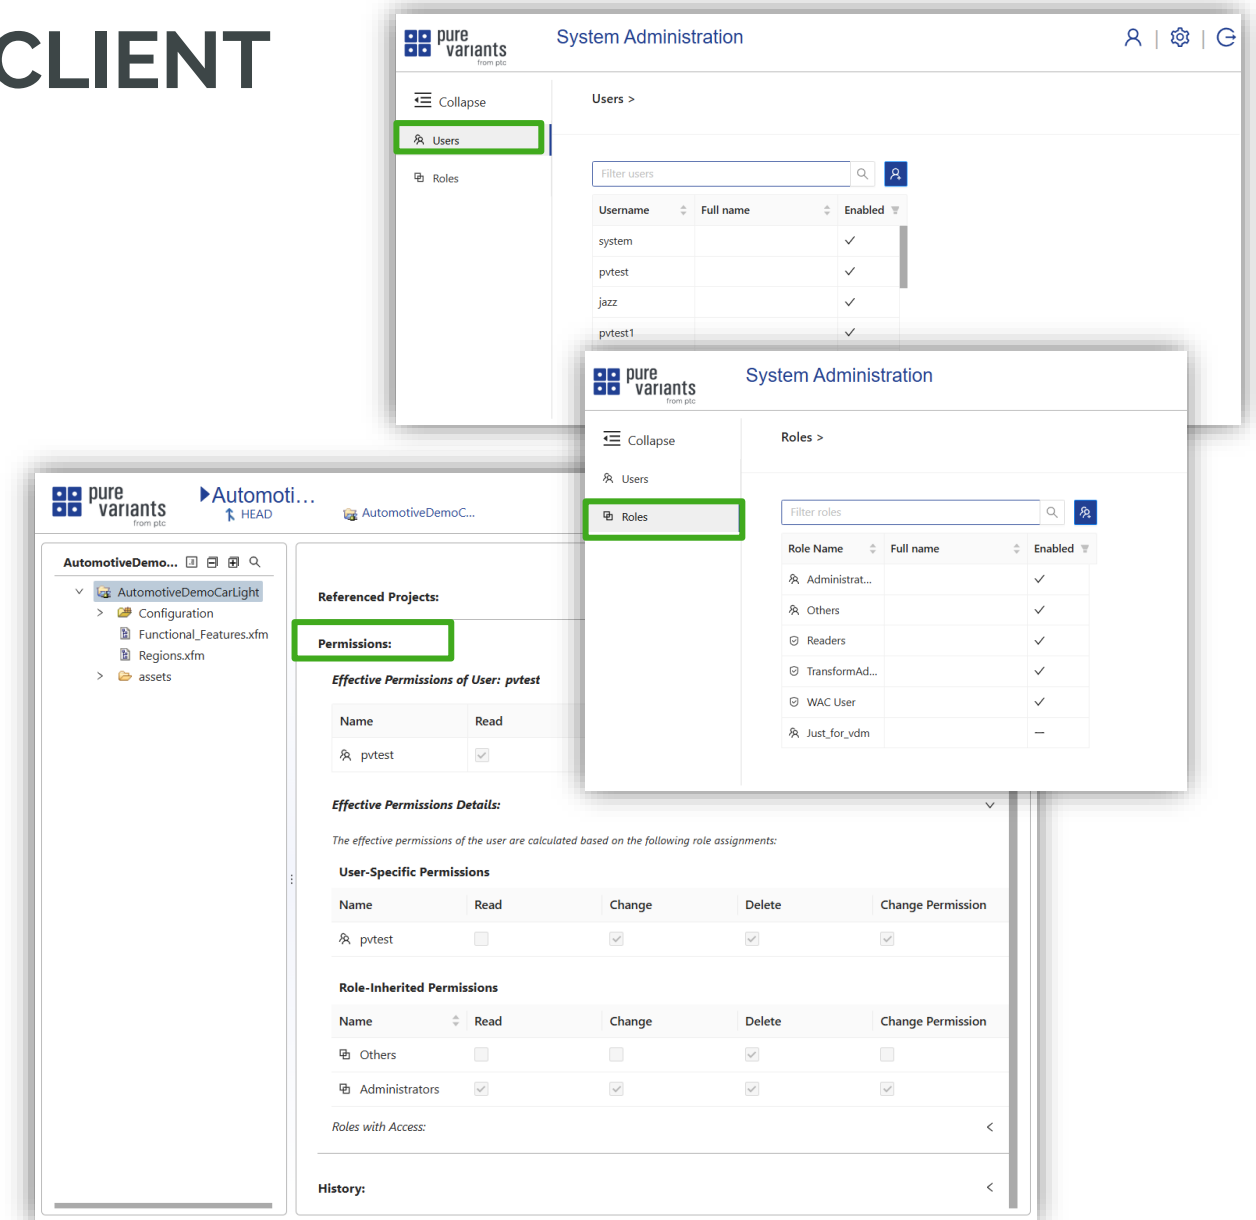 CLIENT
pure
variants
from ptc
System Administration
Collapse
Users
Roles
Users >
Filter users
Username Full name Enabled
system
pvtest
jazz
pvtest1
pure
variants
from ptc
System Administration
Collapse
Users
Roles
Roles >
Filter roles
Role Name Full name Enabled
Administrat...
Others
Readers
TransformAd...
WAC User
Just_for_vdm
pure
variants
from ptc
Automoti...
HEAD
AutomotiveDemoC...
AutomotiveDemo...
AutomotiveDemoCarLight
Configuration
Functional_Features.xfm
Regions.xfm
assets
Referenced Projects:
Permissions:
Effective Permissions of User: pvtest
Name Read
pvtest
Effective Permissions Details:
The effective permissions of the user are calculated based on the following role assignments:
User-Specific Permissions
Name Read Change Delete Change Permission
pvtest
Role-Inherited Permissions
Name Read Change Delete Change Permission
Others
Administrators
Roles with Access:
History: